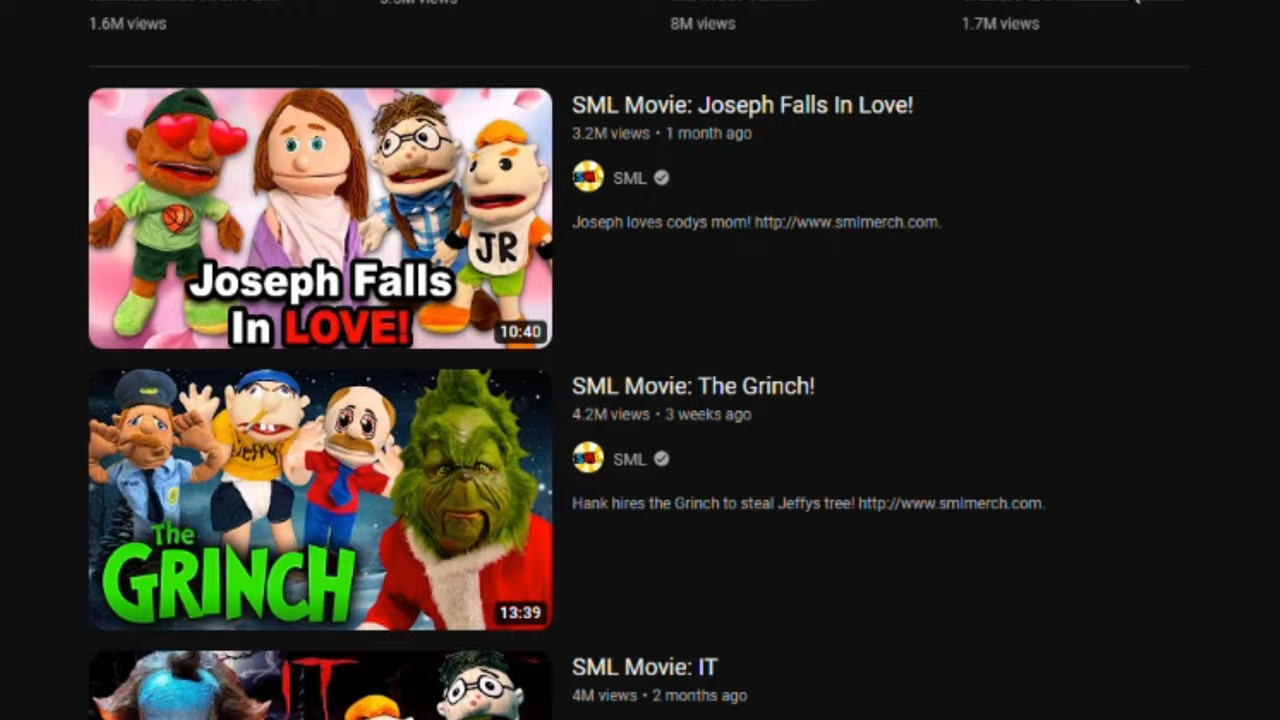 1.6M views
8M views
1.7M views
SML Movie: Joseph Falls In Love!
3.2M views • 1 month ago
SML
Joseph loves codys mom! http://www.smlmerch.com.
JR
Joseph Falls
In LOVE!
10:40
SML Movie: The Grinch!
4.2M views • 3 weeks ago
SML
Hank hires the Grinch to steal Jeffys tree! http://www.smlmerch.com.
The
GRINCH
13:39
SML Movie: IT
4M views • 2 months ago
IT